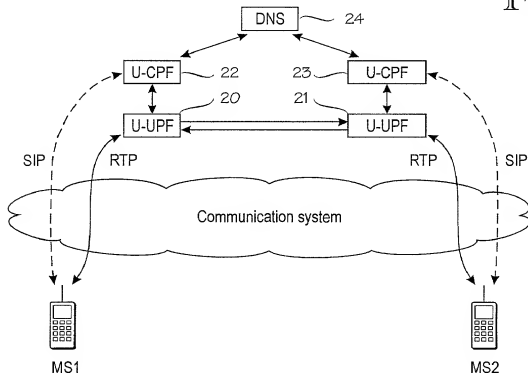 DNS 24
U-CPF 22 23 U-CPF
20 21
U-UPF U-UPF
SIP RTP RTP SIP
Communication system
MS1 MS2